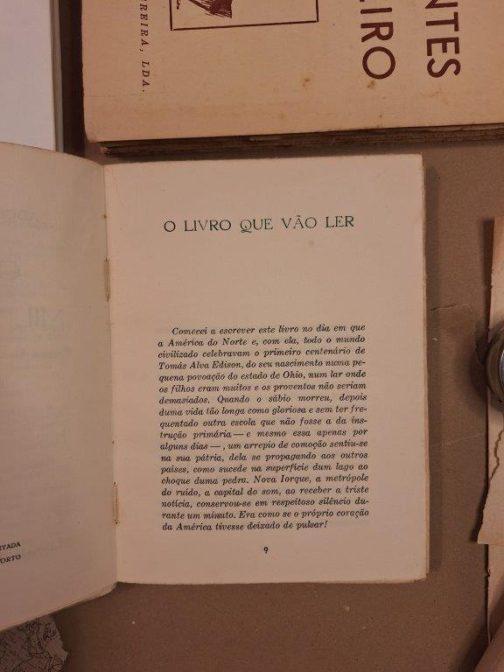 REIRA, LDA.
NTES
EIRO
O LIVRO QUE VÃO LER
Comecei a escrever este livro no dia em que
a América do Norte e, com ela, todo o mundo
civilizado celebravam o primeiro centenário de
Tomás Alva Edison, do seu nascimento numa pe-
quena povoação do estado de Ohio, num lar onde
os filhos eram muitos e os proventos não seriam
demasiados. Quando o sábio morreu, depois
duma vida tão longa como gloriosa e sem ter fre-
quentado outra escola que não fosse a da ins-
trução primária — e mesmo essa apenas por
alguns dias —, um arrepio de comoção sentiu-se
na sua pátria, dela se propagando aos outros
países, como sucede na superfície dum lago ao
choque duma pedra. Nova Iorque, a metrópole
do ruído, a capital do som, ao receber a triste
notícia, conservou-se em respeitoso silêncio du-
rante um minuto. Era como se o próprio coração
da América tivesse deixado de pulsar!
9
ITADA
PORTO